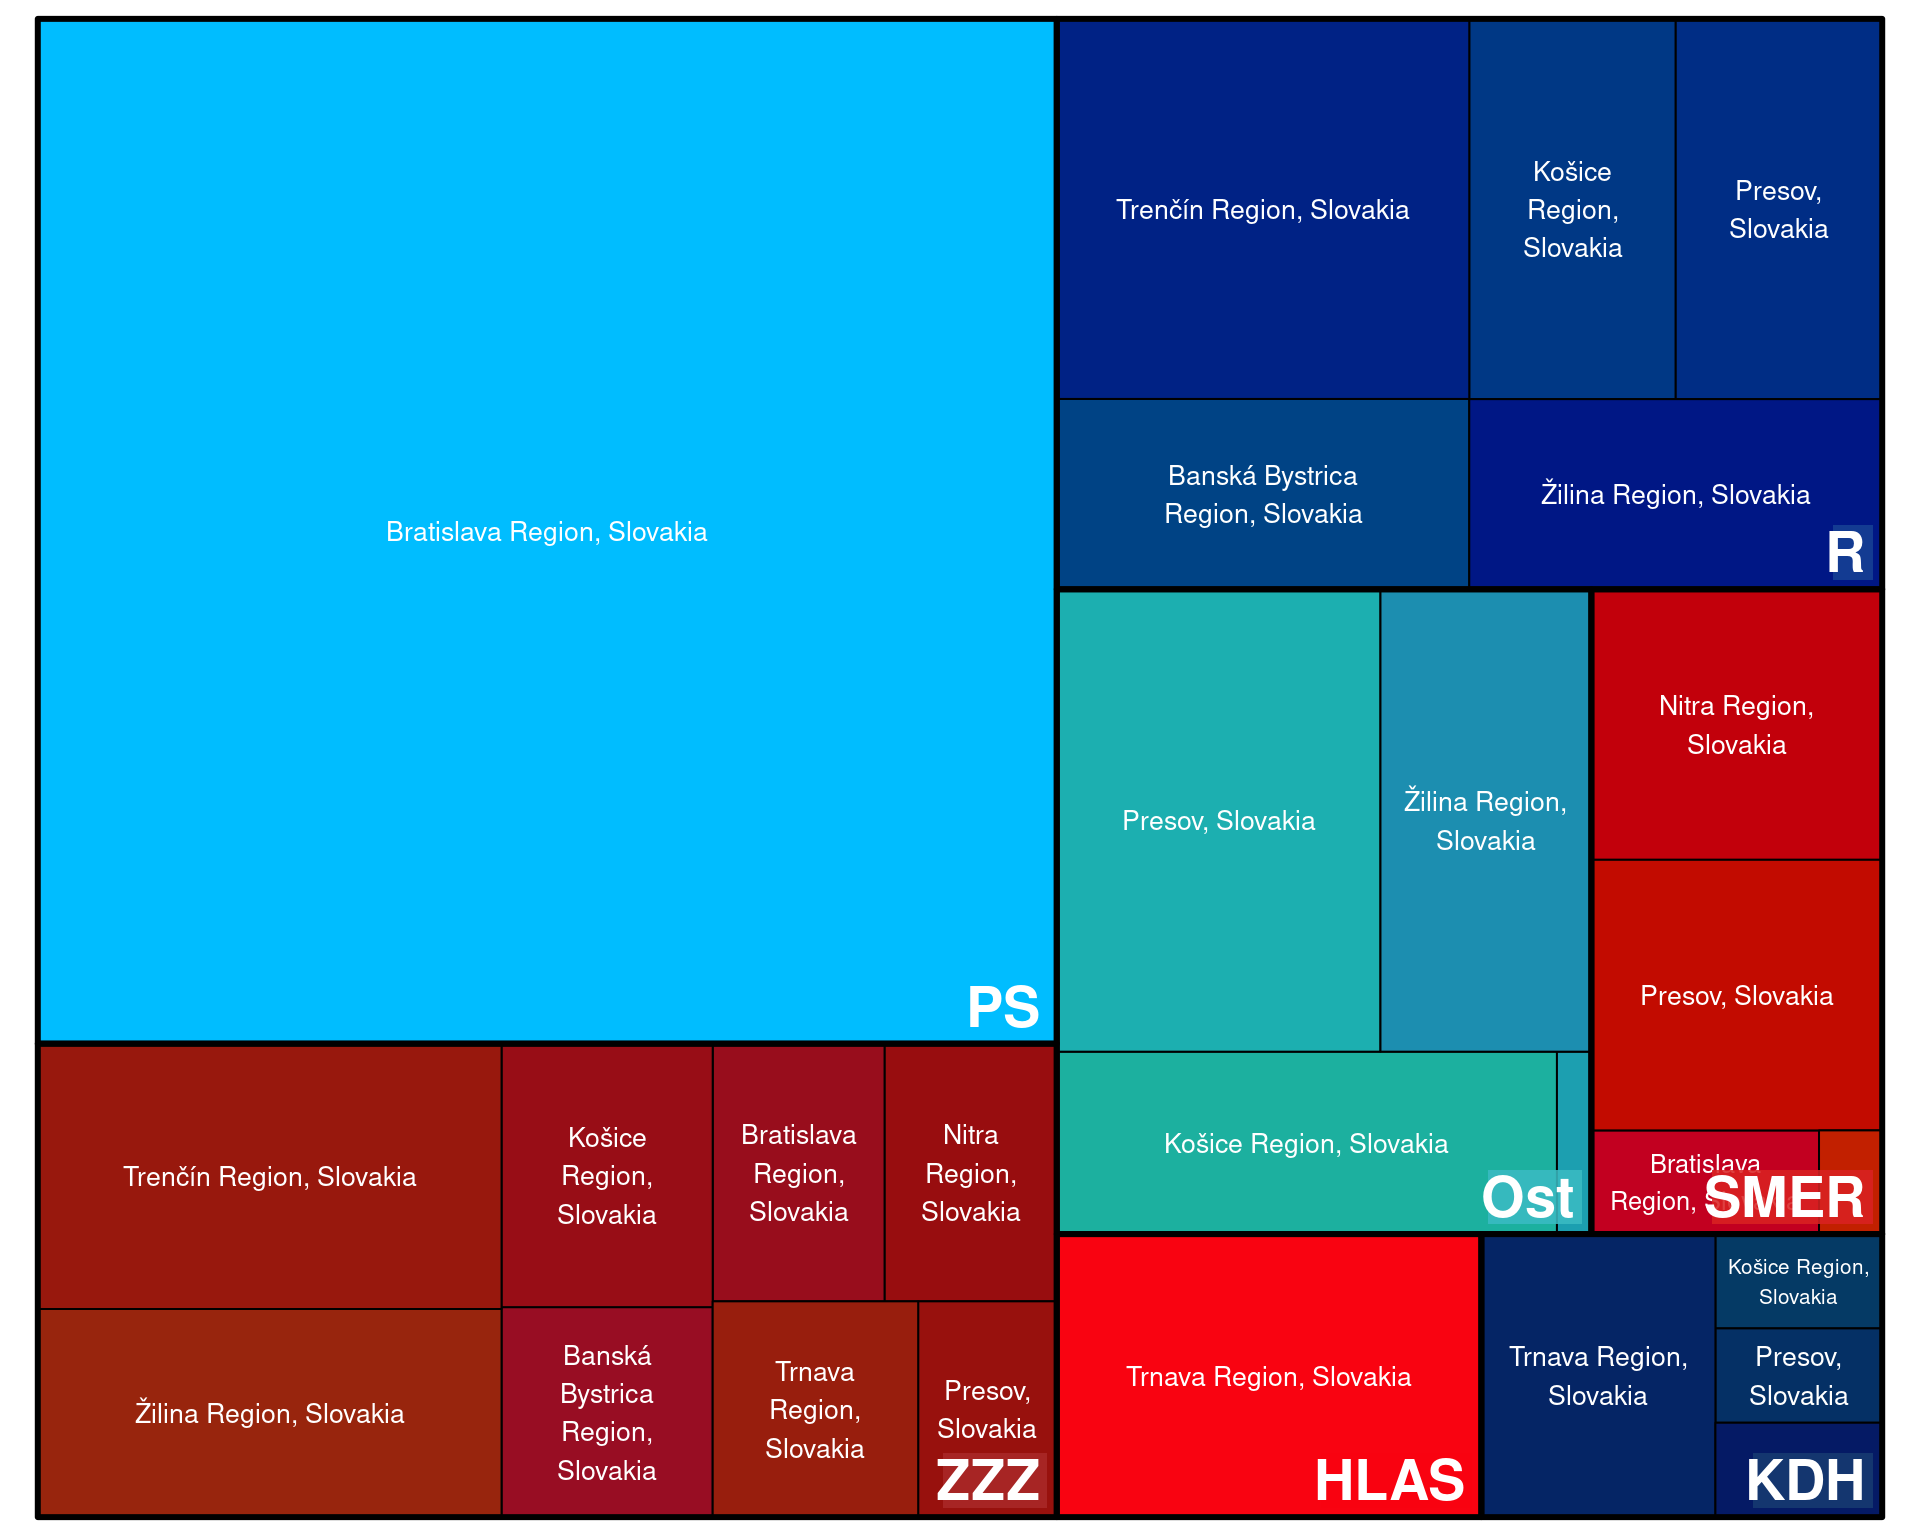 Bratislava Region, Slovakia
PS
Trenčín Region, Slovakia
Košice
Region,
Slovakia
Presov,
Slovakia
Banská Bystrica
Region, Slovakia
Žilina Region, Slovakia
R
Presov, Slovakia
Žilina Region,
Slovakia
Košice Region, Slovakia
Ost
Nitra Region,
Slovakia
Presov, Slovakia
Bratislava
Region,
SMER
Trenčín Region, Slovakia
Košice
Region,
Slovakia
Bratislava
Region,
Slovakia
Nitra
Region,
Slovakia
Žilina Region, Slovakia
Banská
Bystrica
Region,
Slovakia
Trnava
Region,
Slovakia
Presov,
Slovakia
ZZZ
Trnava Region, Slovakia
HLAS
Trnava Region,
Slovakia
Košice Region,
Slovakia
Presov,
Slovakia
KDH